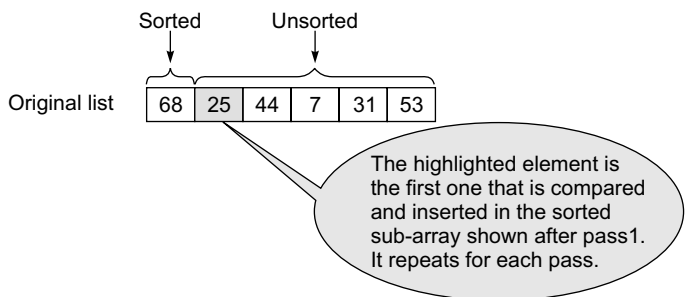 Sorted
Unsorted
Original list
68 25 44 7 31 53
The highlighted element is
the first one that is compared
and inserted in the sorted
sub-array shown after pass1.
It repeats for each pass.